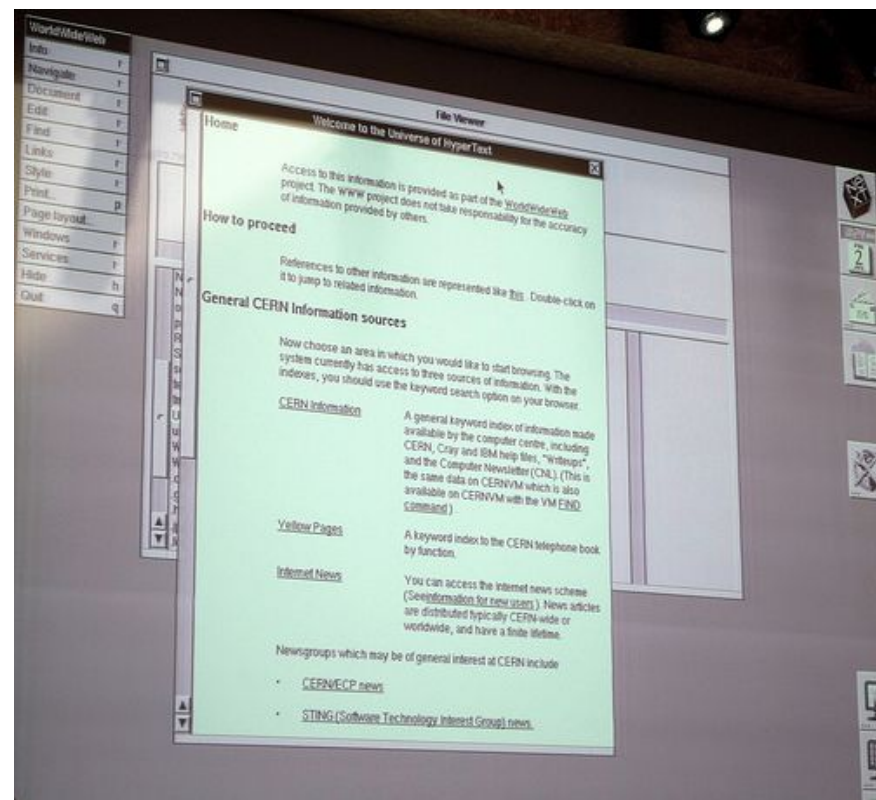 WorldWideWeb
Info r
Navigate r
Document r
Edit r
Find r
Links r
Style r
Print... p
Page layout...
Windows r
Services r
Hide h
Quit q
File Viewer
Welcome to the Universe of HyperText
Home
Access to this information is provided as part of the WorldWideWeb
project. The WWW project does not take responsability for the accuracy
of information provided by others.
How to proceed
References to other information are represented like this . Double-click on
it to jump to related information.
General CERN Information sources
Now choose an area in which you would like to start browsing. The
system currently has access to three sources of information. With the
indexes, you should use the keyword search option on your browser.
CERN Information
A general keyword index of information made
available by the computer centre, including
CERN, Cray and IBM help files, "Writeups",
and the Computer Newsletter (CNL). (This is
the same data on CERNVM which is also
available on CERNVM with the VM FIND
command )
Yellow Pages
A keyword index to the CERN telephone book
by function.
Internet News
You can access the internet news scheme
(Seeinformation for new users ). News articles
are distributed typically CERN-wide or
worldwide, and have a finite lifetime.
Newsgroups which may be of general interest at CERN include
• CERN/ECP news
• STING (Software Technology Interest Group) news.
2